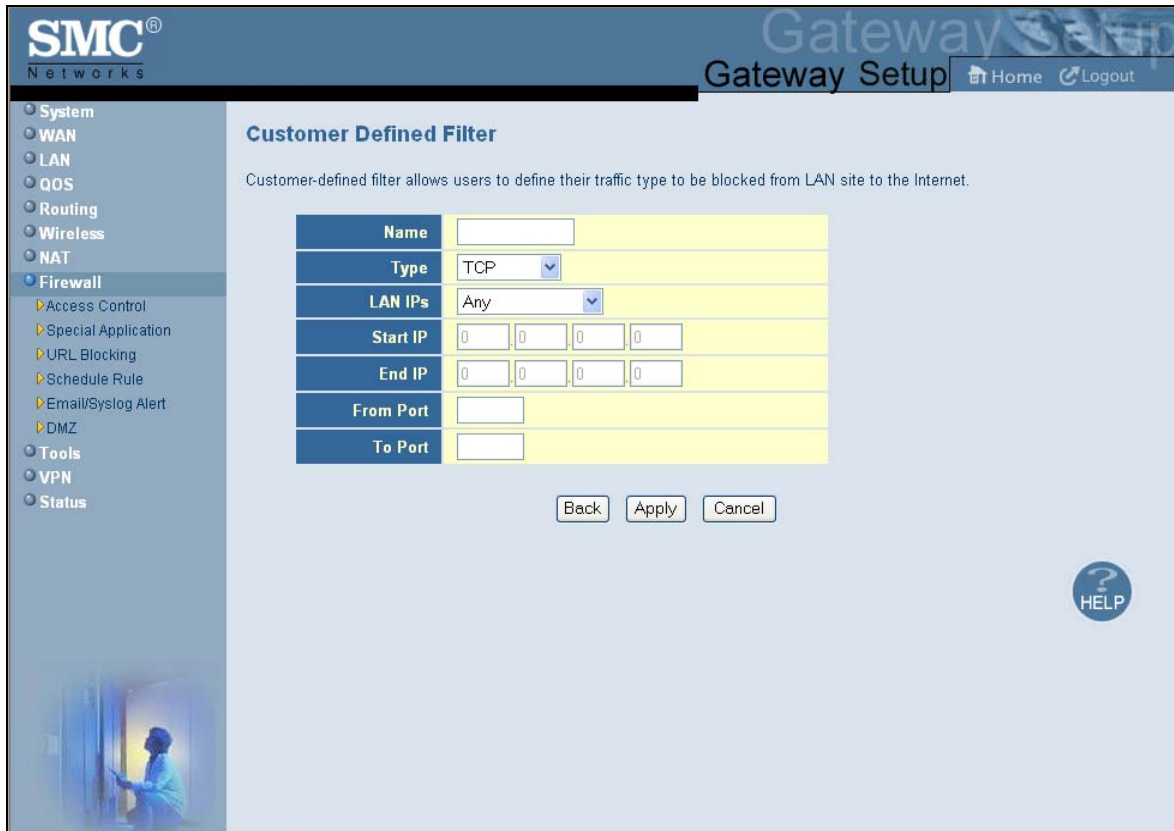 SMC®
Networks
Gateway Setup
Gateway Setup
Home
Logout
System
WAN
LAN
QOS
Routing
Wireless
NAT
Firewall
Access Control
Special Application
URL Blocking
Schedule Rule
Email/Syslog Alert
DMZ
Tools
VPN
Status
Customer Defined Filter
Customer-defined filter allows users to define their traffic type to be blocked from LAN site to the Internet.
Name
Type TCP
LAN IPs Any
Start IP 0 .0 .0 .0
End IP 0 .0 .0 .0
From Port
To Port
Back Apply Cancel
?
HELP